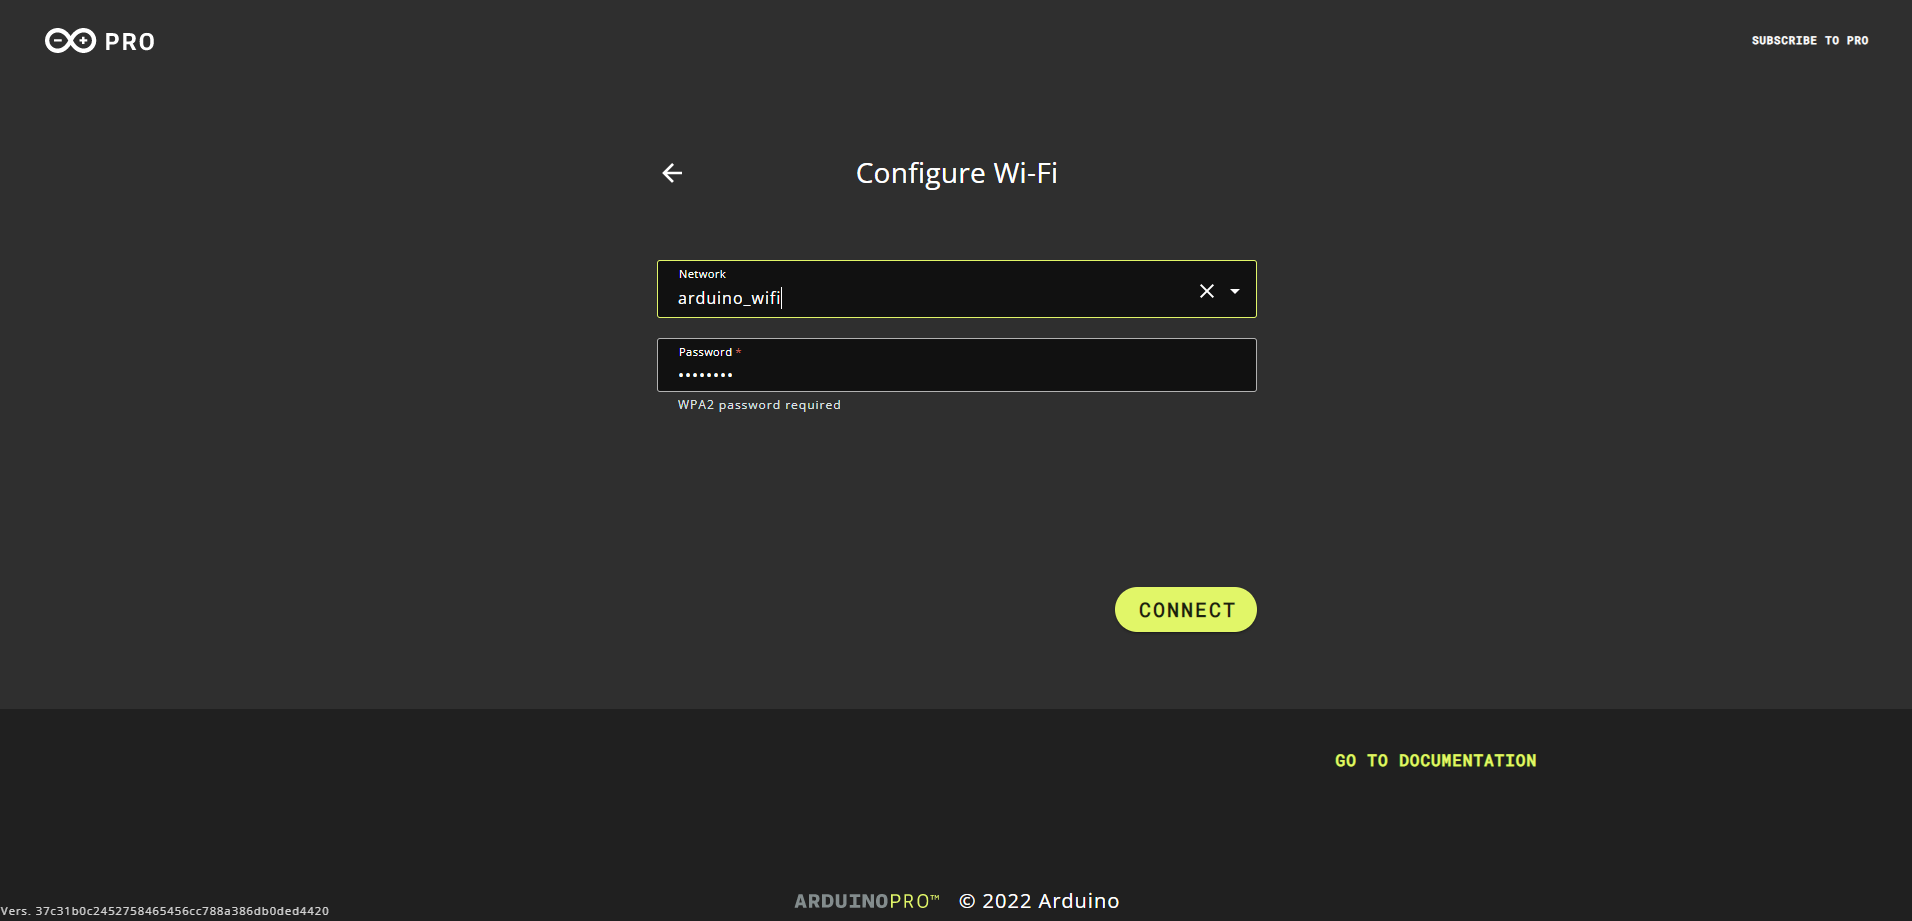 PRO
SUBSCRIBE TO PRO
Configure Wi-Fi
Network
arduino_wifi
Password *
••••••••
WPA2 password required
CONNECT
GO TO DOCUMENTATION
ARDUINOPRO™ © 2022 Arduino
Vers. 37c31b0c2452758465456cc788a386db0ded4420